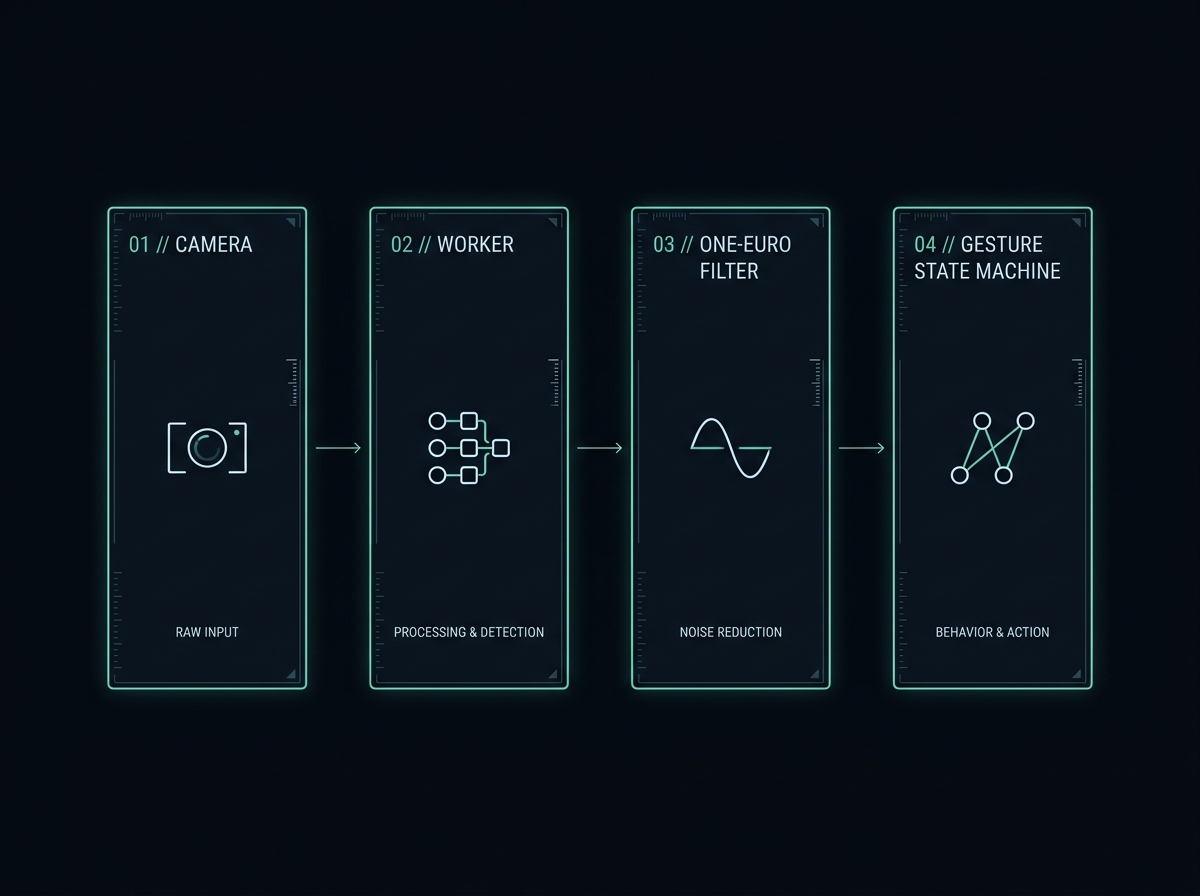 01 // CAMERA
RAW INPUT
02 // WORKER
PROCESSING & DETECTION
03 // ONE-EURO
FILTER
NOISE REDUCTION
04 // GESTURE
STATE MACHINE
BEHAVIOR & ACTION